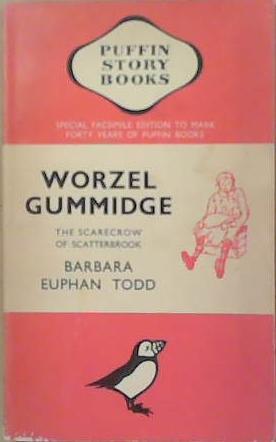 PUFFIN
STORY
BOOKS
SPECIAL FACSIMILE EDITION TO MARK
FORTY YEARS OF PUFFIN BOOKS
WORZEL
GUMMIDGE
THE SCARECROW
OF SCATTERBROOK
BARBARA
EUPHAN TODD